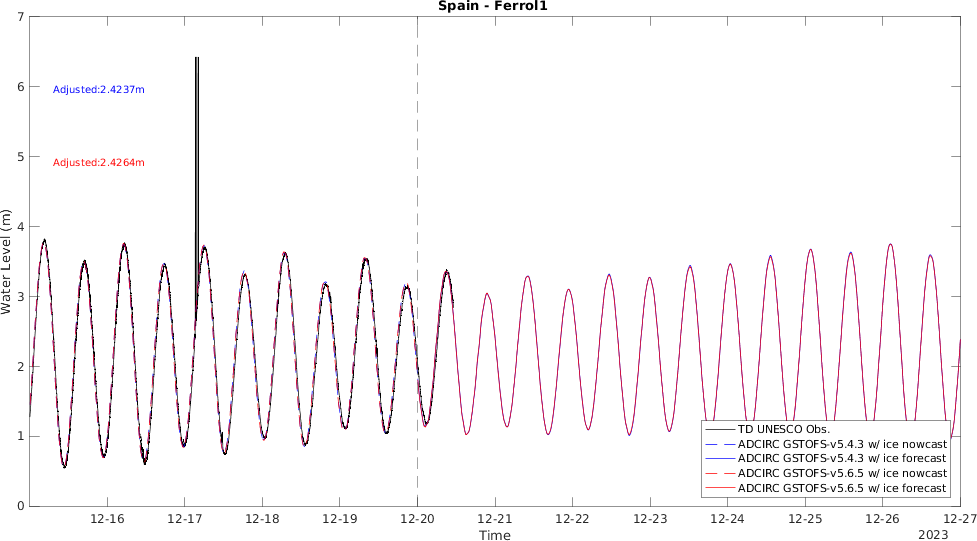 Spain - Ferrol1
7
6
5
4
3
2
1
0
Water Level (m)
Adjusted:2.4237m
Adjusted:2.4264m
TD UNESCO Obs.
ADCIRC GSTOFS-v5.4.3 w/ ice nowcast
ADCIRC GSTOFS-v5.4.3 w/ ice forecast
ADCIRC GSTOFS-v5.6.5 w/ ice nowcast
ADCIRC GSTOFS-v5.6.5 w/ ice forecast
12-16 12-17 12-18 12-19 12-20 12-21 12-22 12-23 12-24 12-25 12-26 12-27
Time
2023